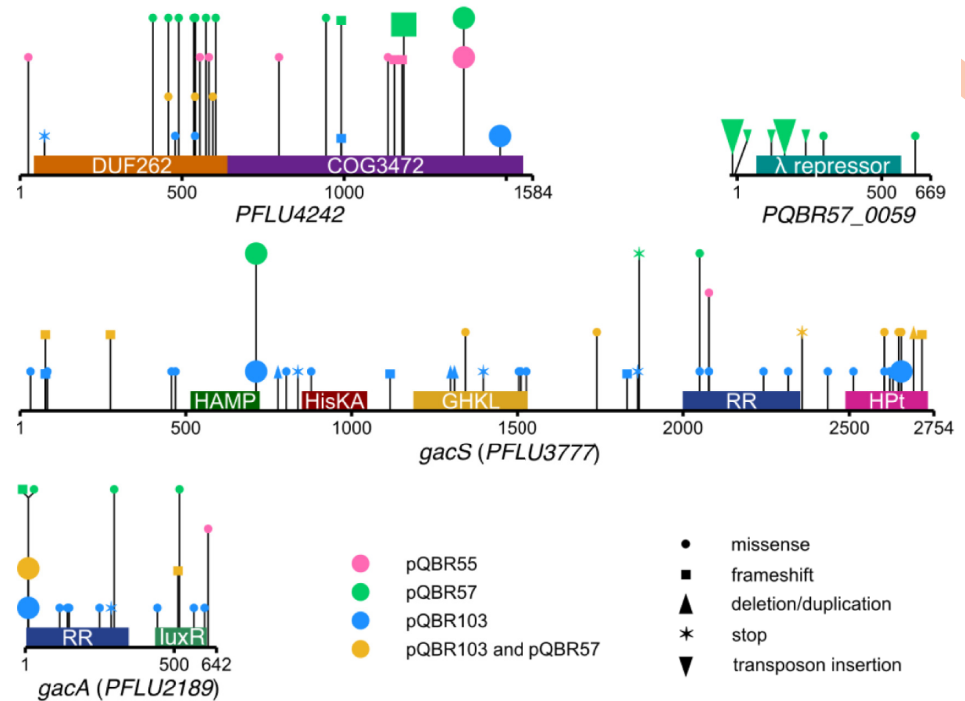 DUF262 COG3472
1 500 1000 1584
PFLU4242
λ repressor
1 500 669
PQBR57_0059
HAMP HisKA GHKL RR HPt
1 500 1000 1500 2000 2500 2754
gacS (PFLU3777)
RR luxR
1 500 642
gacA (PFLU2189)
pQBR55
pQBR57
pQBR103
pQBR103 and pQBR57
missense
frameshift
deletion/duplication
stop
transposon insertion